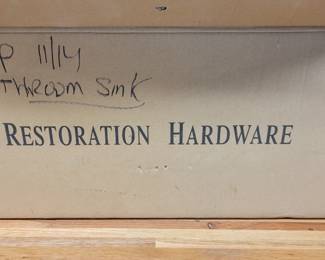 P 11/14
THROOM SINK
RESTORATION HARDWARE